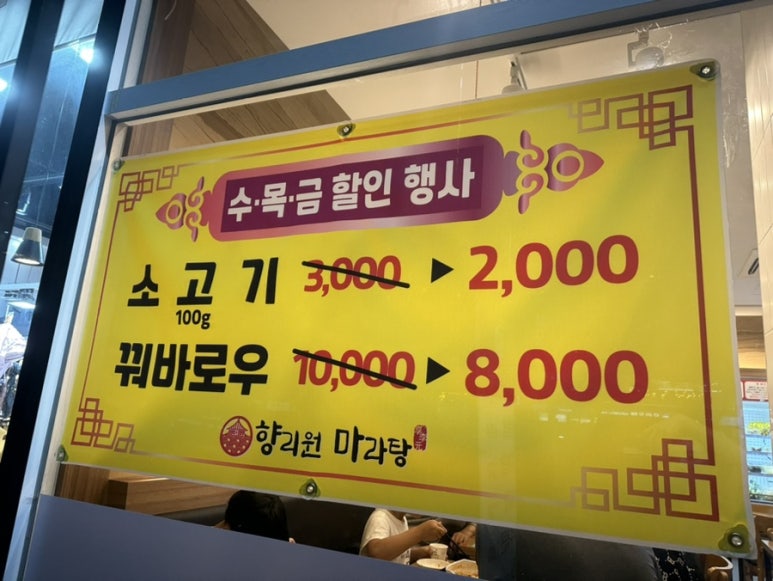 수·목·금 할인 행사
소고기 3,000 ▶ 2,000
100g
꿔바로우 10,000 ▶ 8,000
향리원 마라탕